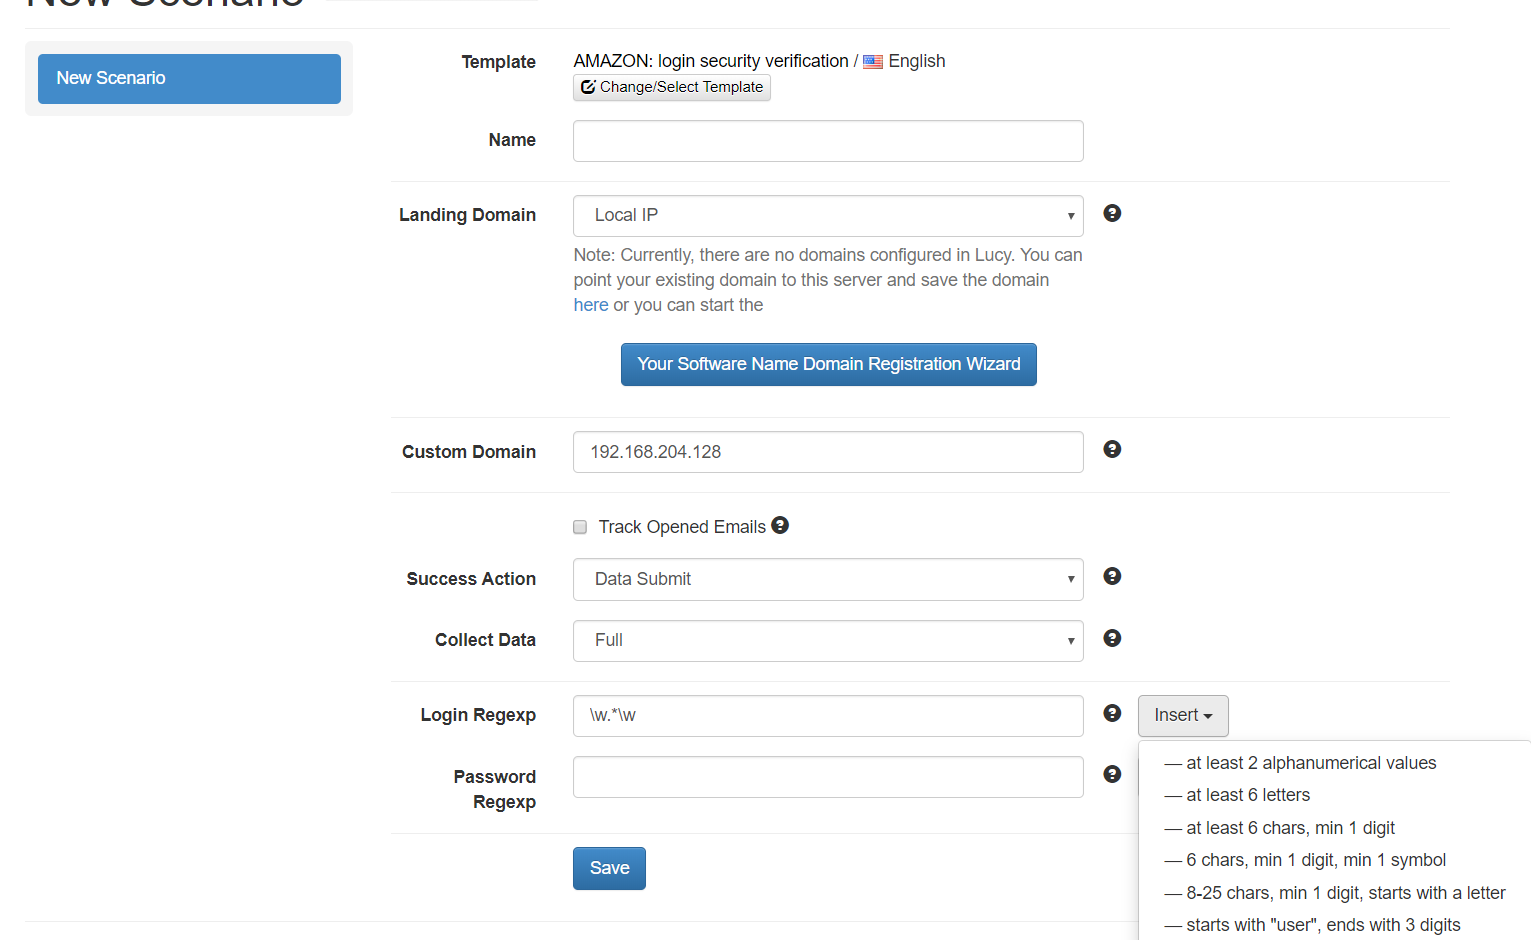 New Scenario
New Scenario
Template
AMAZON: login security verification / English
Change/Select Template
Name
Landing Domain
Local IP
Note: Currently, there are no domains configured in Lucy. You can
point your existing domain to this server and save the domain
here or you can start the
Your Software Name Domain Registration Wizard
Custom Domain
192.168.204.128
Track Opened Emails
Success Action
Data Submit
Collect Data
Full
Login Regexp
\w.*\w
Insert
Password
Regexp
— at least 2 alphanumerical values
— at least 6 letters
— at least 6 chars, min 1 digit
— 6 chars, min 1 digit, min 1 symbol
— 8-25 chars, min 1 digit, starts with a letter
— starts with "user", ends with 3 digits
Save